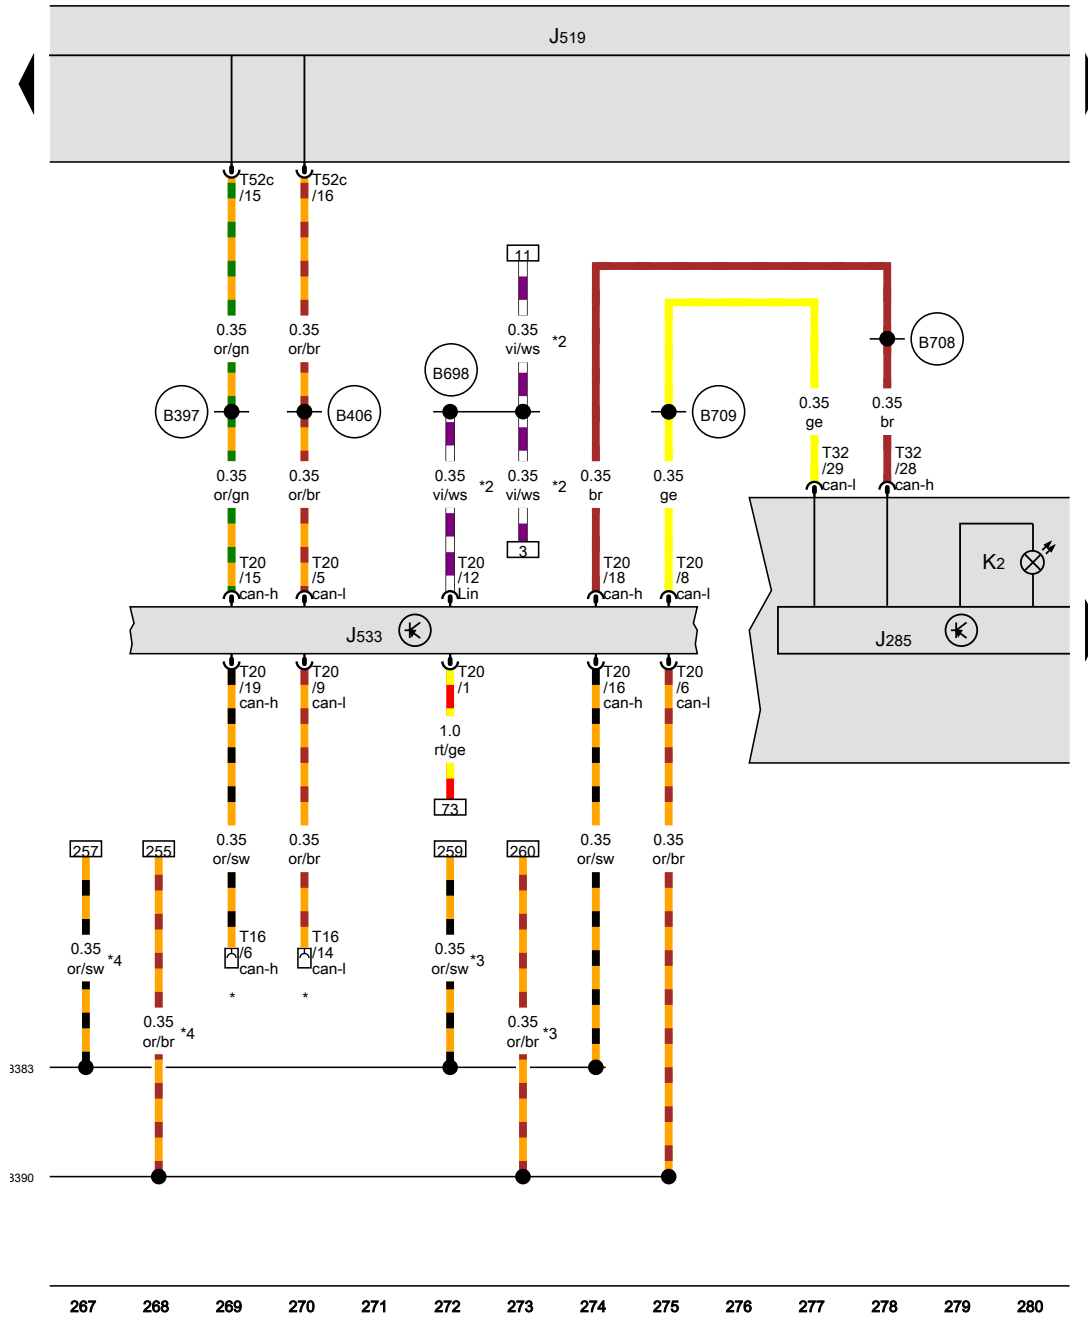 J519
T52c
/15
T52c
/16
11
0.35
or/gn
0.35
or/br
0.35
vi/ws *2
B698
B708
B397
B406
B709
0.35
ge
0.35
br
T32
/29
can-l
T32
/28
can-h
0.35
or/gn
0.35
or/br
0.35
vi/ws *2
0.35
vi/ws *2
0.35
br
0.35
ge
3
T20
/15
can-h
T20
/5
can-l
T20
/12
Lin
T20
/18
can-h
T20
/8
can-l
K2
J533
J285
T20
/19
can-h
T20
/9
can-l
T20
/1
T20
/16
can-h
T20
/6
can-l
1.0
rt/ge
73
257
255
0.35
or/sw
0.35
or/br
259
260
0.35
or/sw
0.35
or/br
0.35
or/sw *4
T16
/6
can-h
*
T16
/14
can-l
*
0.35
or/sw *3
0.35
or/br *4
0.35
or/br *3
3383
3390
267 268 269 270 271 272 273 274 275 276 277 278 279 280